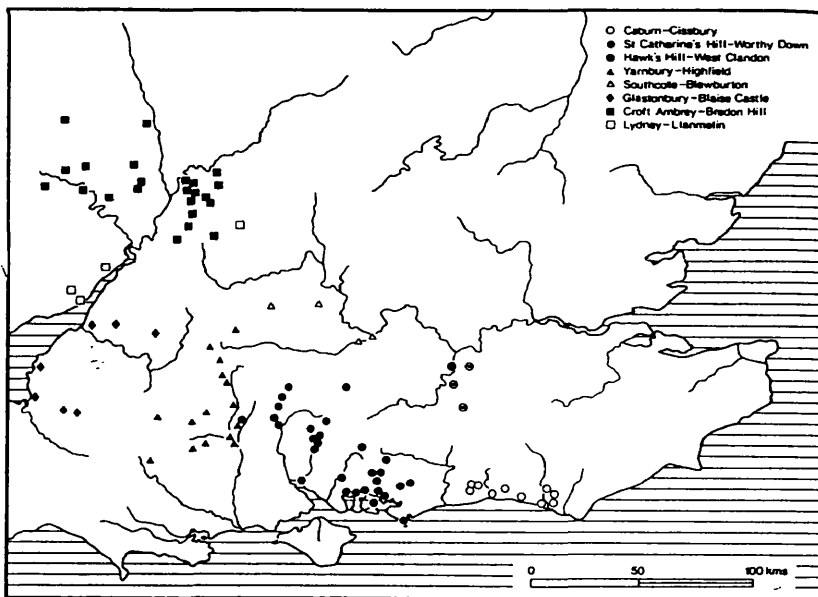 Caburn-Cissbury
St Catherine's Hill-Worthy Down
Hawk's Hill-West Clandon
Yarnbury-Highfield
Southcote-Blewburton
Glastonbury-Blaise Castle
Croft Ambrey-Bredon Hill
Lydney-Llanmelin
0 50 100 kms